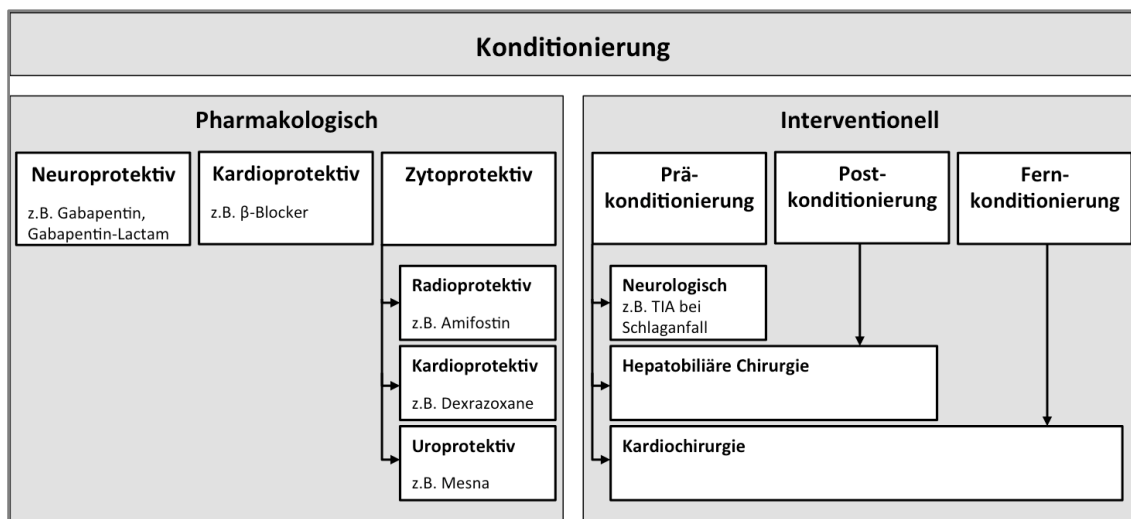 Konditionierung
Pharmakologisch
Neuroprotektiv
z.B. Gabapentin,
Gabapentin-Lactam
Kardioprotektiv
z.B. β-Blocker
Zytoprotektiv
Radioprotektiv
z.B. Amifostin
Kardioprotektiv
z.B. Dexrazoxane
Uroprotektiv
z.B. Mesna
Interventionell
Prä-
konditionierung
Post-
konditionierung
Fern-
konditionierung
Neurologisch
z.B. TIA bei
Schlaganfall
Hepatobiliäre Chirurgie
Kardiochirurgie